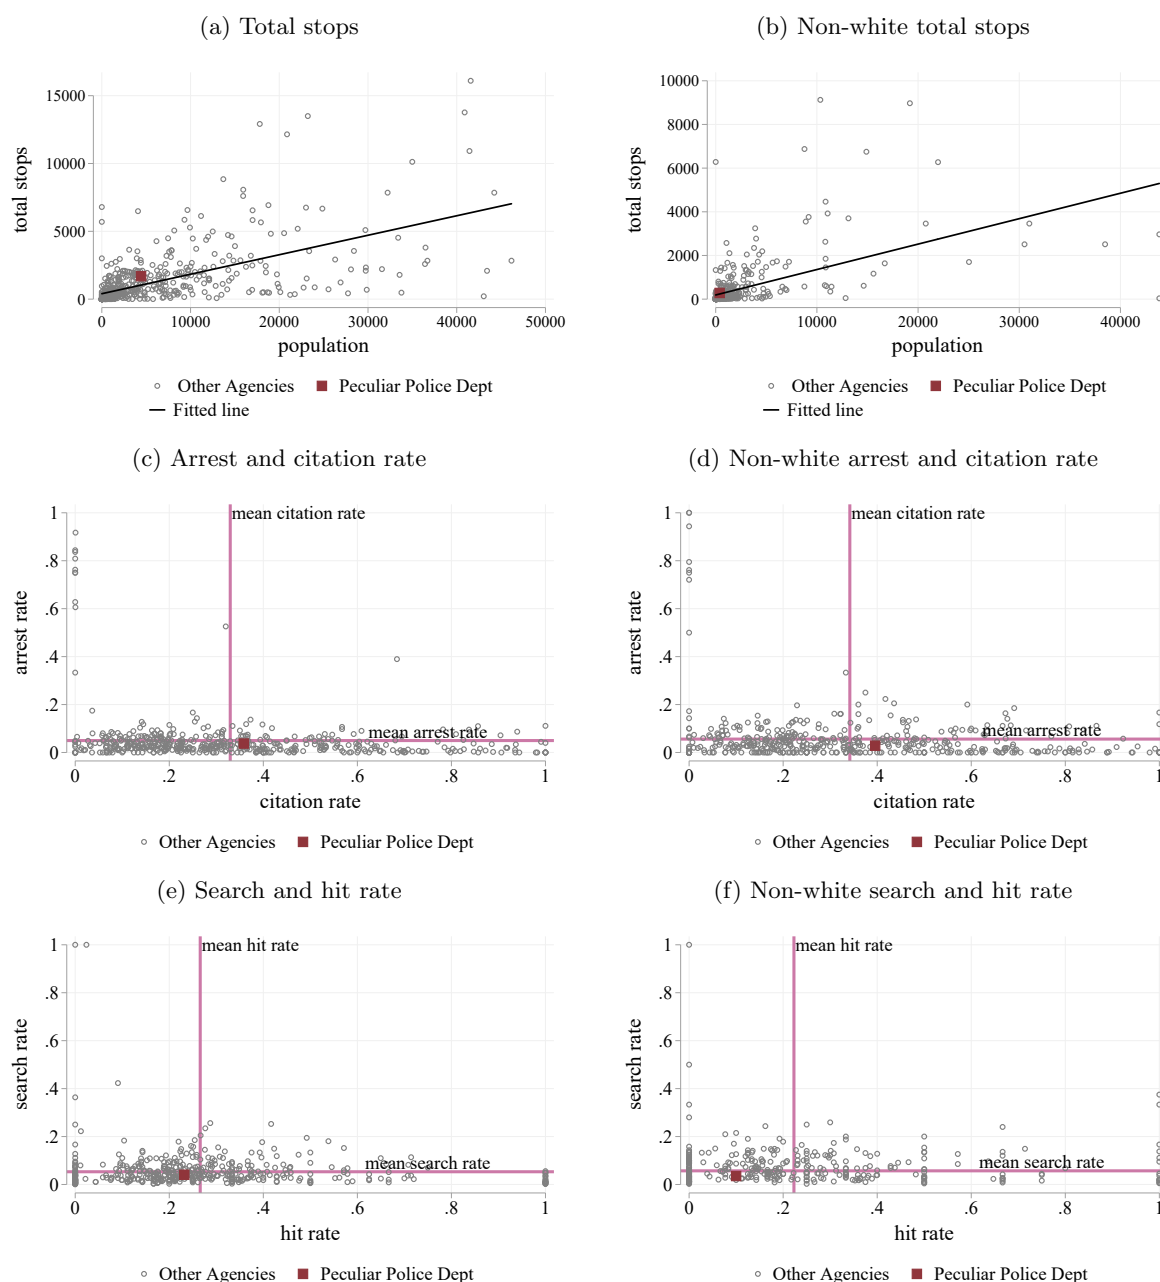 (a) Total stops
(b) Non-white total stops
total stops
15000
10000
5000
0
0
10000
20000
30000
40000
50000
population
Other Agencies
Peculiar Police Dept
Fitted line
total stops
10000
8000
6000
4000
2000
0
0
10000
20000
30000
40000
population
Other Agencies
Peculiar Police Dept
Fitted line
(c) Arrest and citation rate
(d) Non-white arrest and citation rate
arrest rate
1
.8
.6
.4
.2
0
mean citation rate
mean arrest rate
0
.2
.4
.6
.8
1
citation rate
Other Agencies
Peculiar Police Dept
arrest rate
1
.8
.6
.4
.2
0
mean citation rate
mean arrest rate
0
.2
.4
.6
.8
1
citation rate
Other Agencies
Peculiar Police Dept
(e) Search and hit rate
(f) Non-white search and hit rate
search rate
1
.8
.6
.4
.2
0
mean hit rate
mean search rate
0
.2
.4
.6
.8
1
hit rate
Other Agencies
Peculiar Police Dept
search rate
1
.8
.6
.4
.2
0
mean hit rate
mean search rate
0
.2
.4
.6
.8
1
hit rate
Other Agencies
Peculiar Police Dept